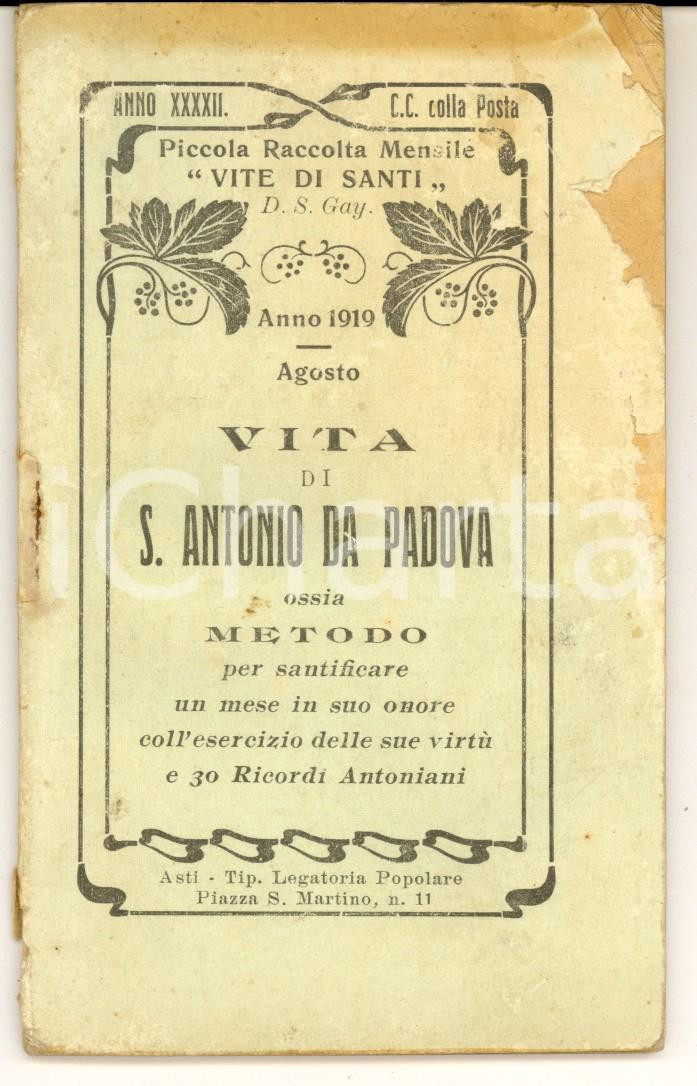 ANNO XXXXII.
C.C. colla Posta
Piccola Raccolta Mensile
“ VITE DI SANTI „
D. S. Gay.
Anno 1919
Agosto
VITA
DI
S. ANTONIO DA PADOVA
ossia
METODO
per santificare
un mese in suo onore
coll'esercizio delle sue virtù
e 30 Ricordi Antoniani
Asti - Tip. Legatoria Popolare
Piazza S. Martino, n. 11
iCharta